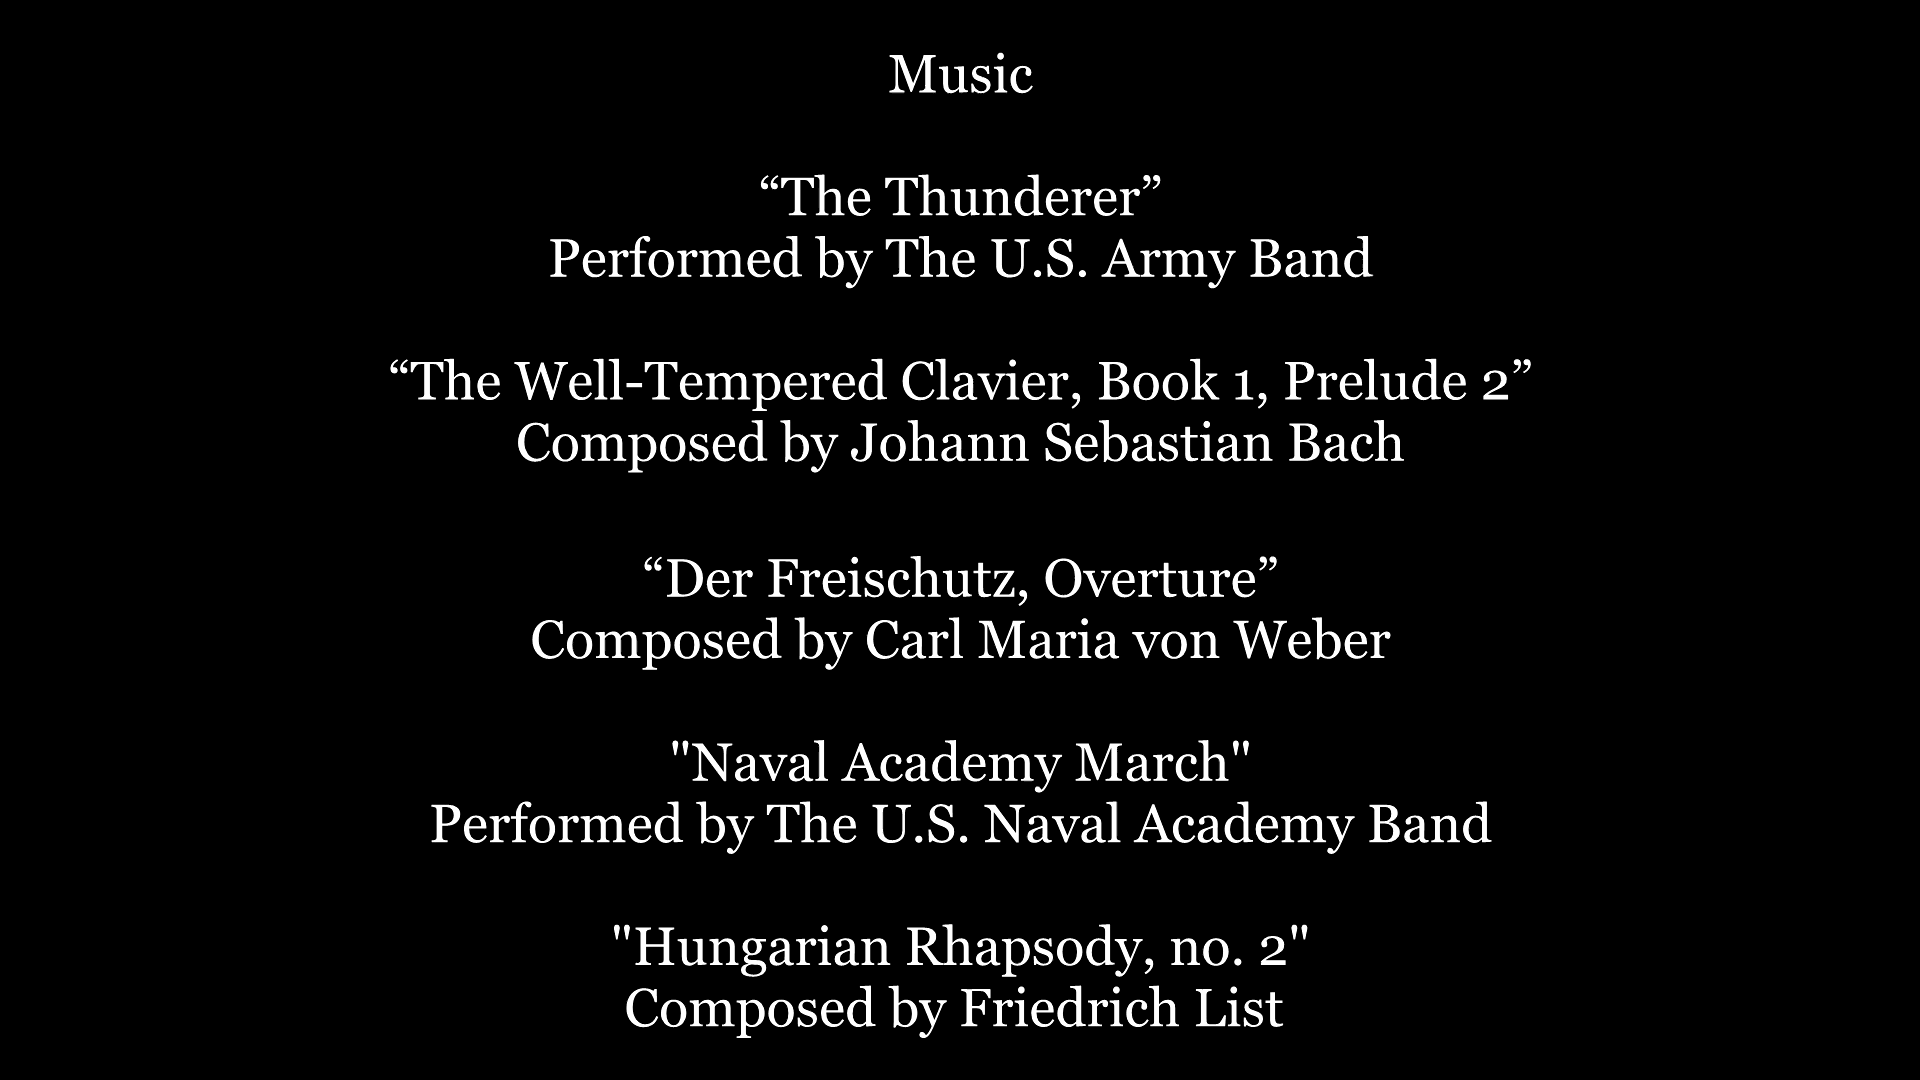 Music
“The Thunderer”
Performed by The U.S. Army Band
“The Well-Tempered Clavier, Book 1, Prelude 2”
Composed by Johann Sebastian Bach
“Der Freischutz, Overture”
Composed by Carl Maria von Weber
"Naval Academy March"
Performed by The U.S. Naval Academy Band
"Hungarian Rhapsody, no. 2"
Composed by Friedrich List